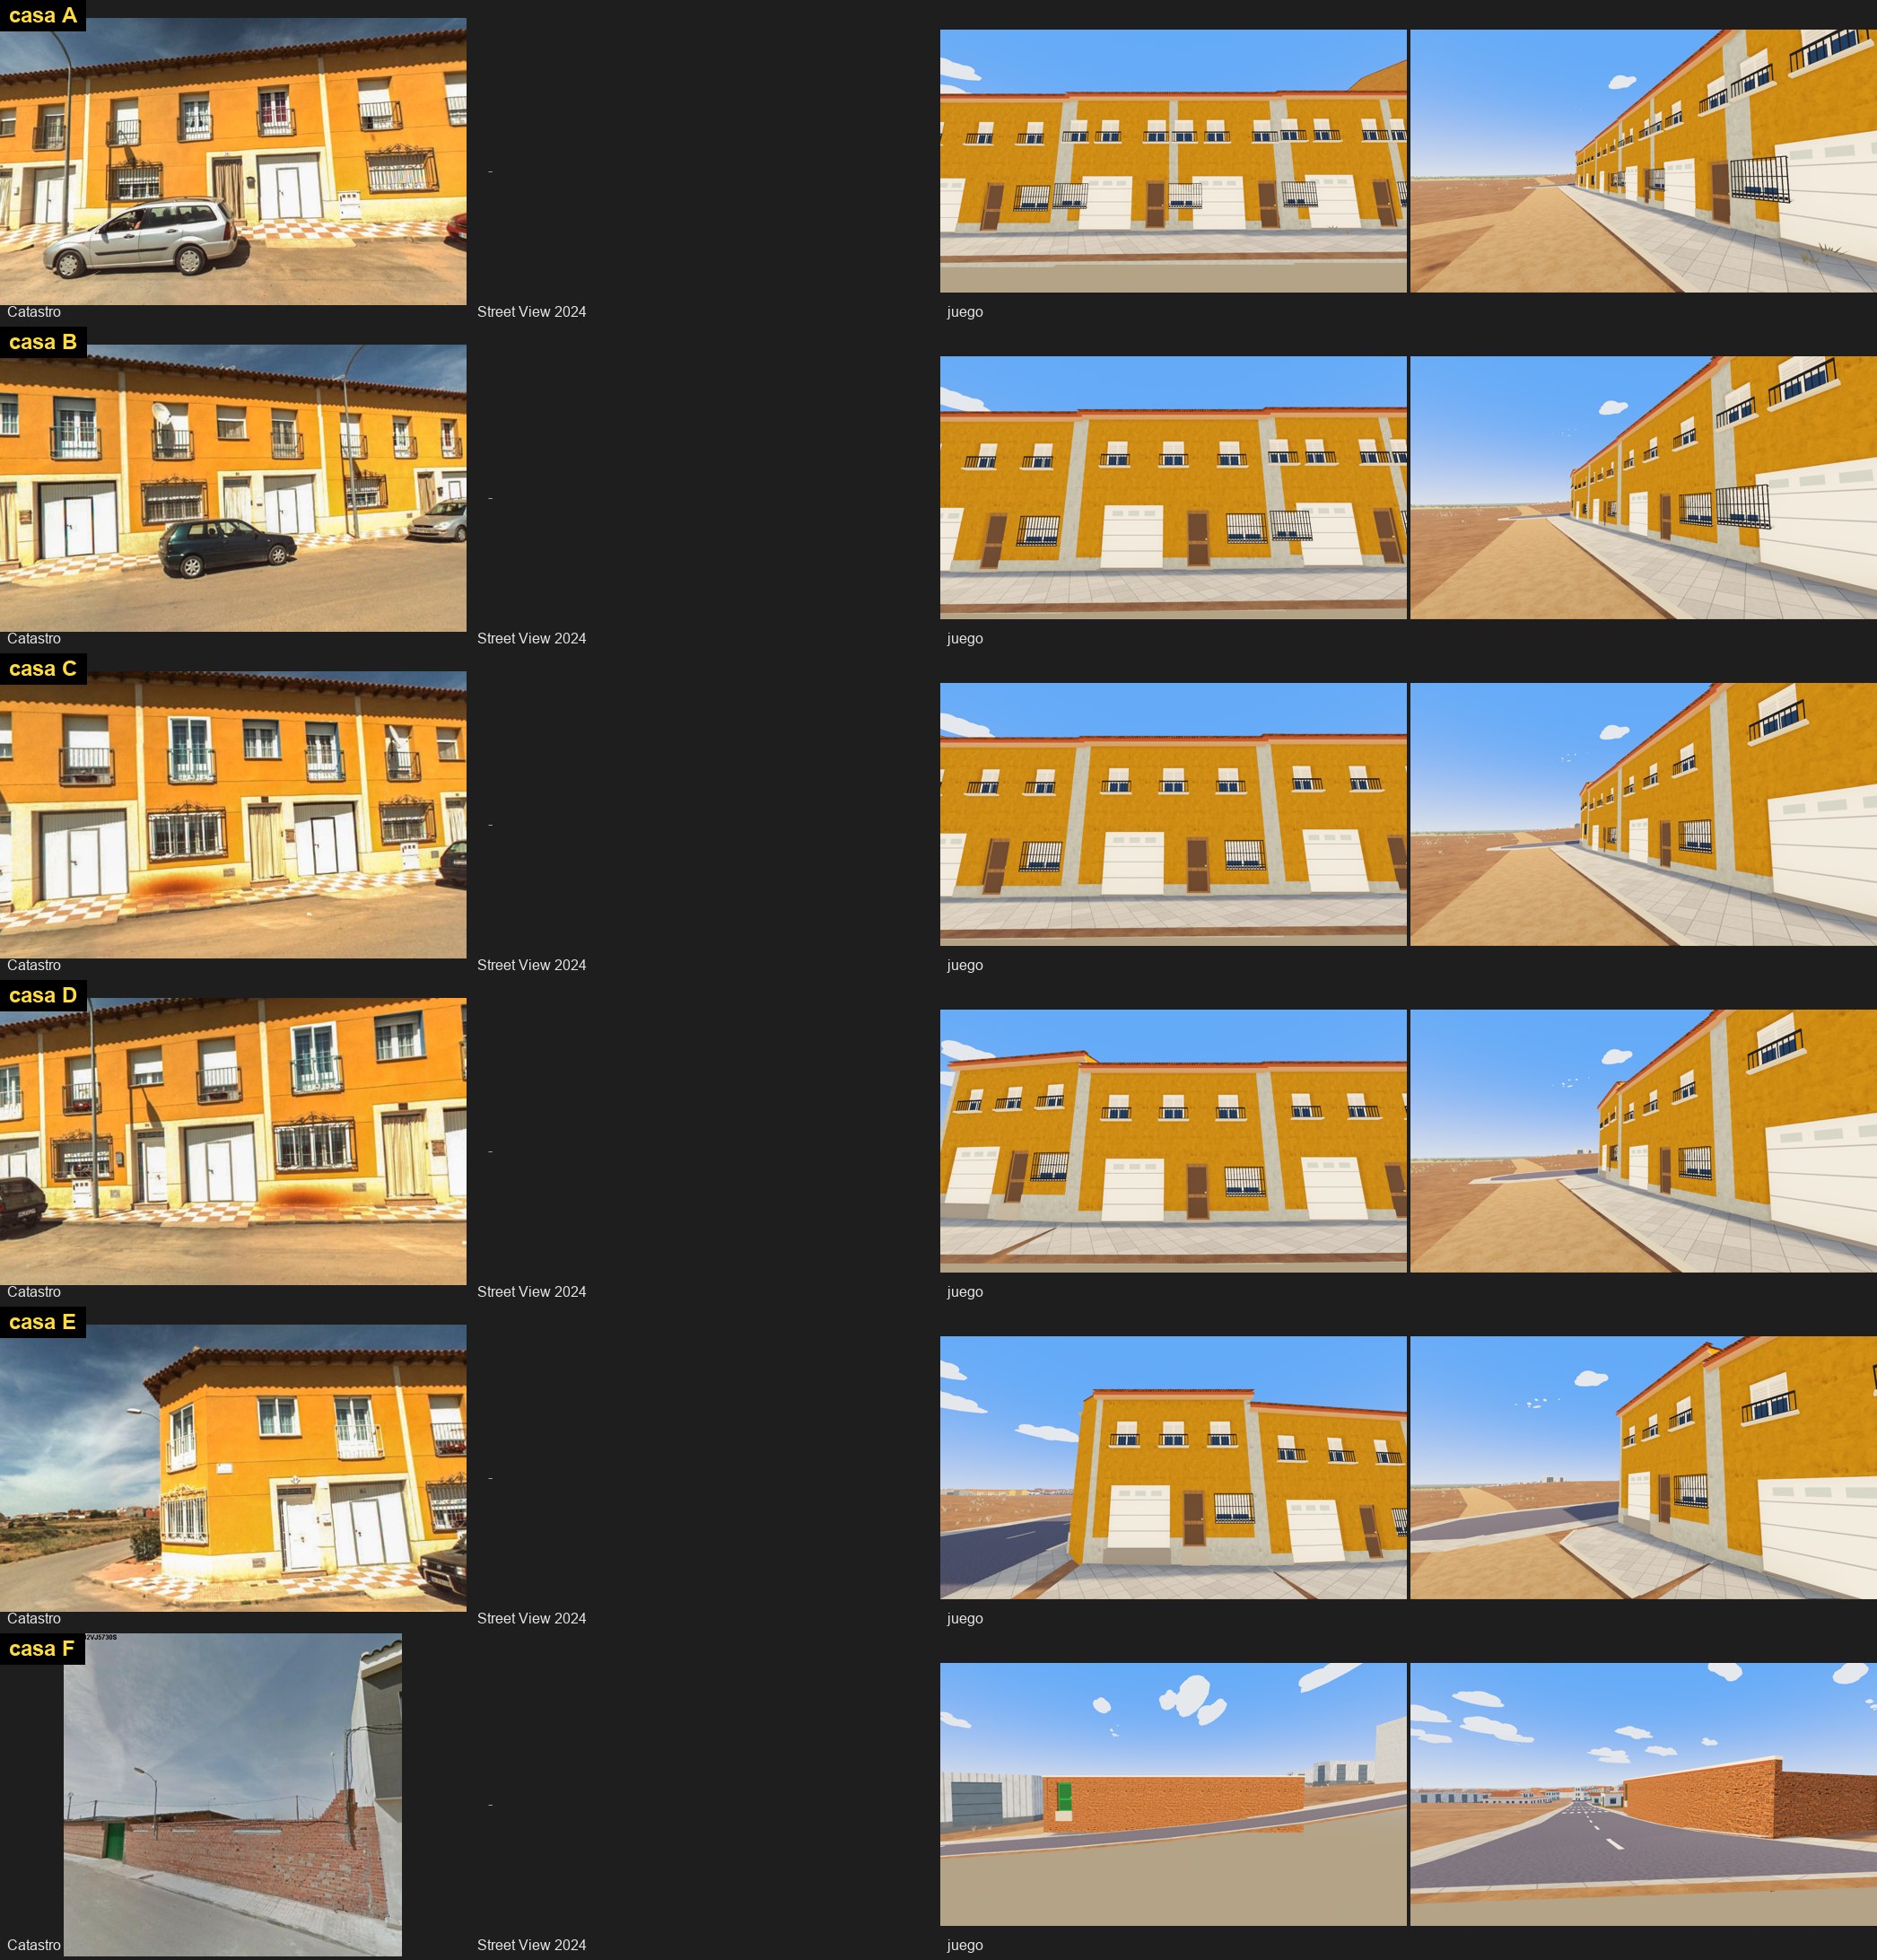 casa A
-
Catastro
Street View 2024
juego
casa B
-
Catastro
Street View 2024
juego
casa C
-
Catastro
Street View 2024
juego
casa D
-
Catastro
Street View 2024
juego
casa E
-
Catastro
Street View 2024
juego
casa F
2VJ5730S
-
Catastro
Street View 2024
juego